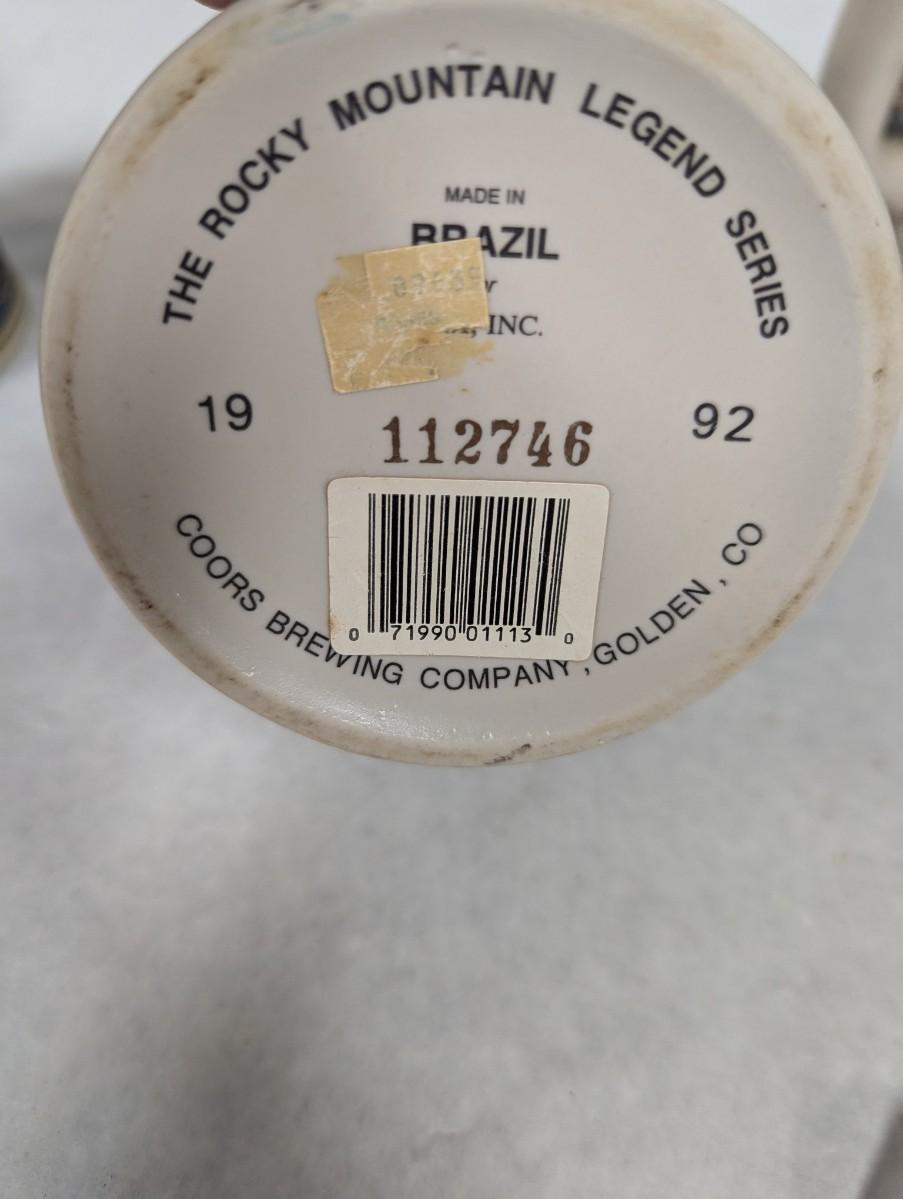 THE ROCKY MOUNTAIN LEGEND SERIES
MADE IN
BRAZIL
INC.
19 92
112746
0 71990 01113 0
COORS BREWING COMPANY, GOLDEN, CO